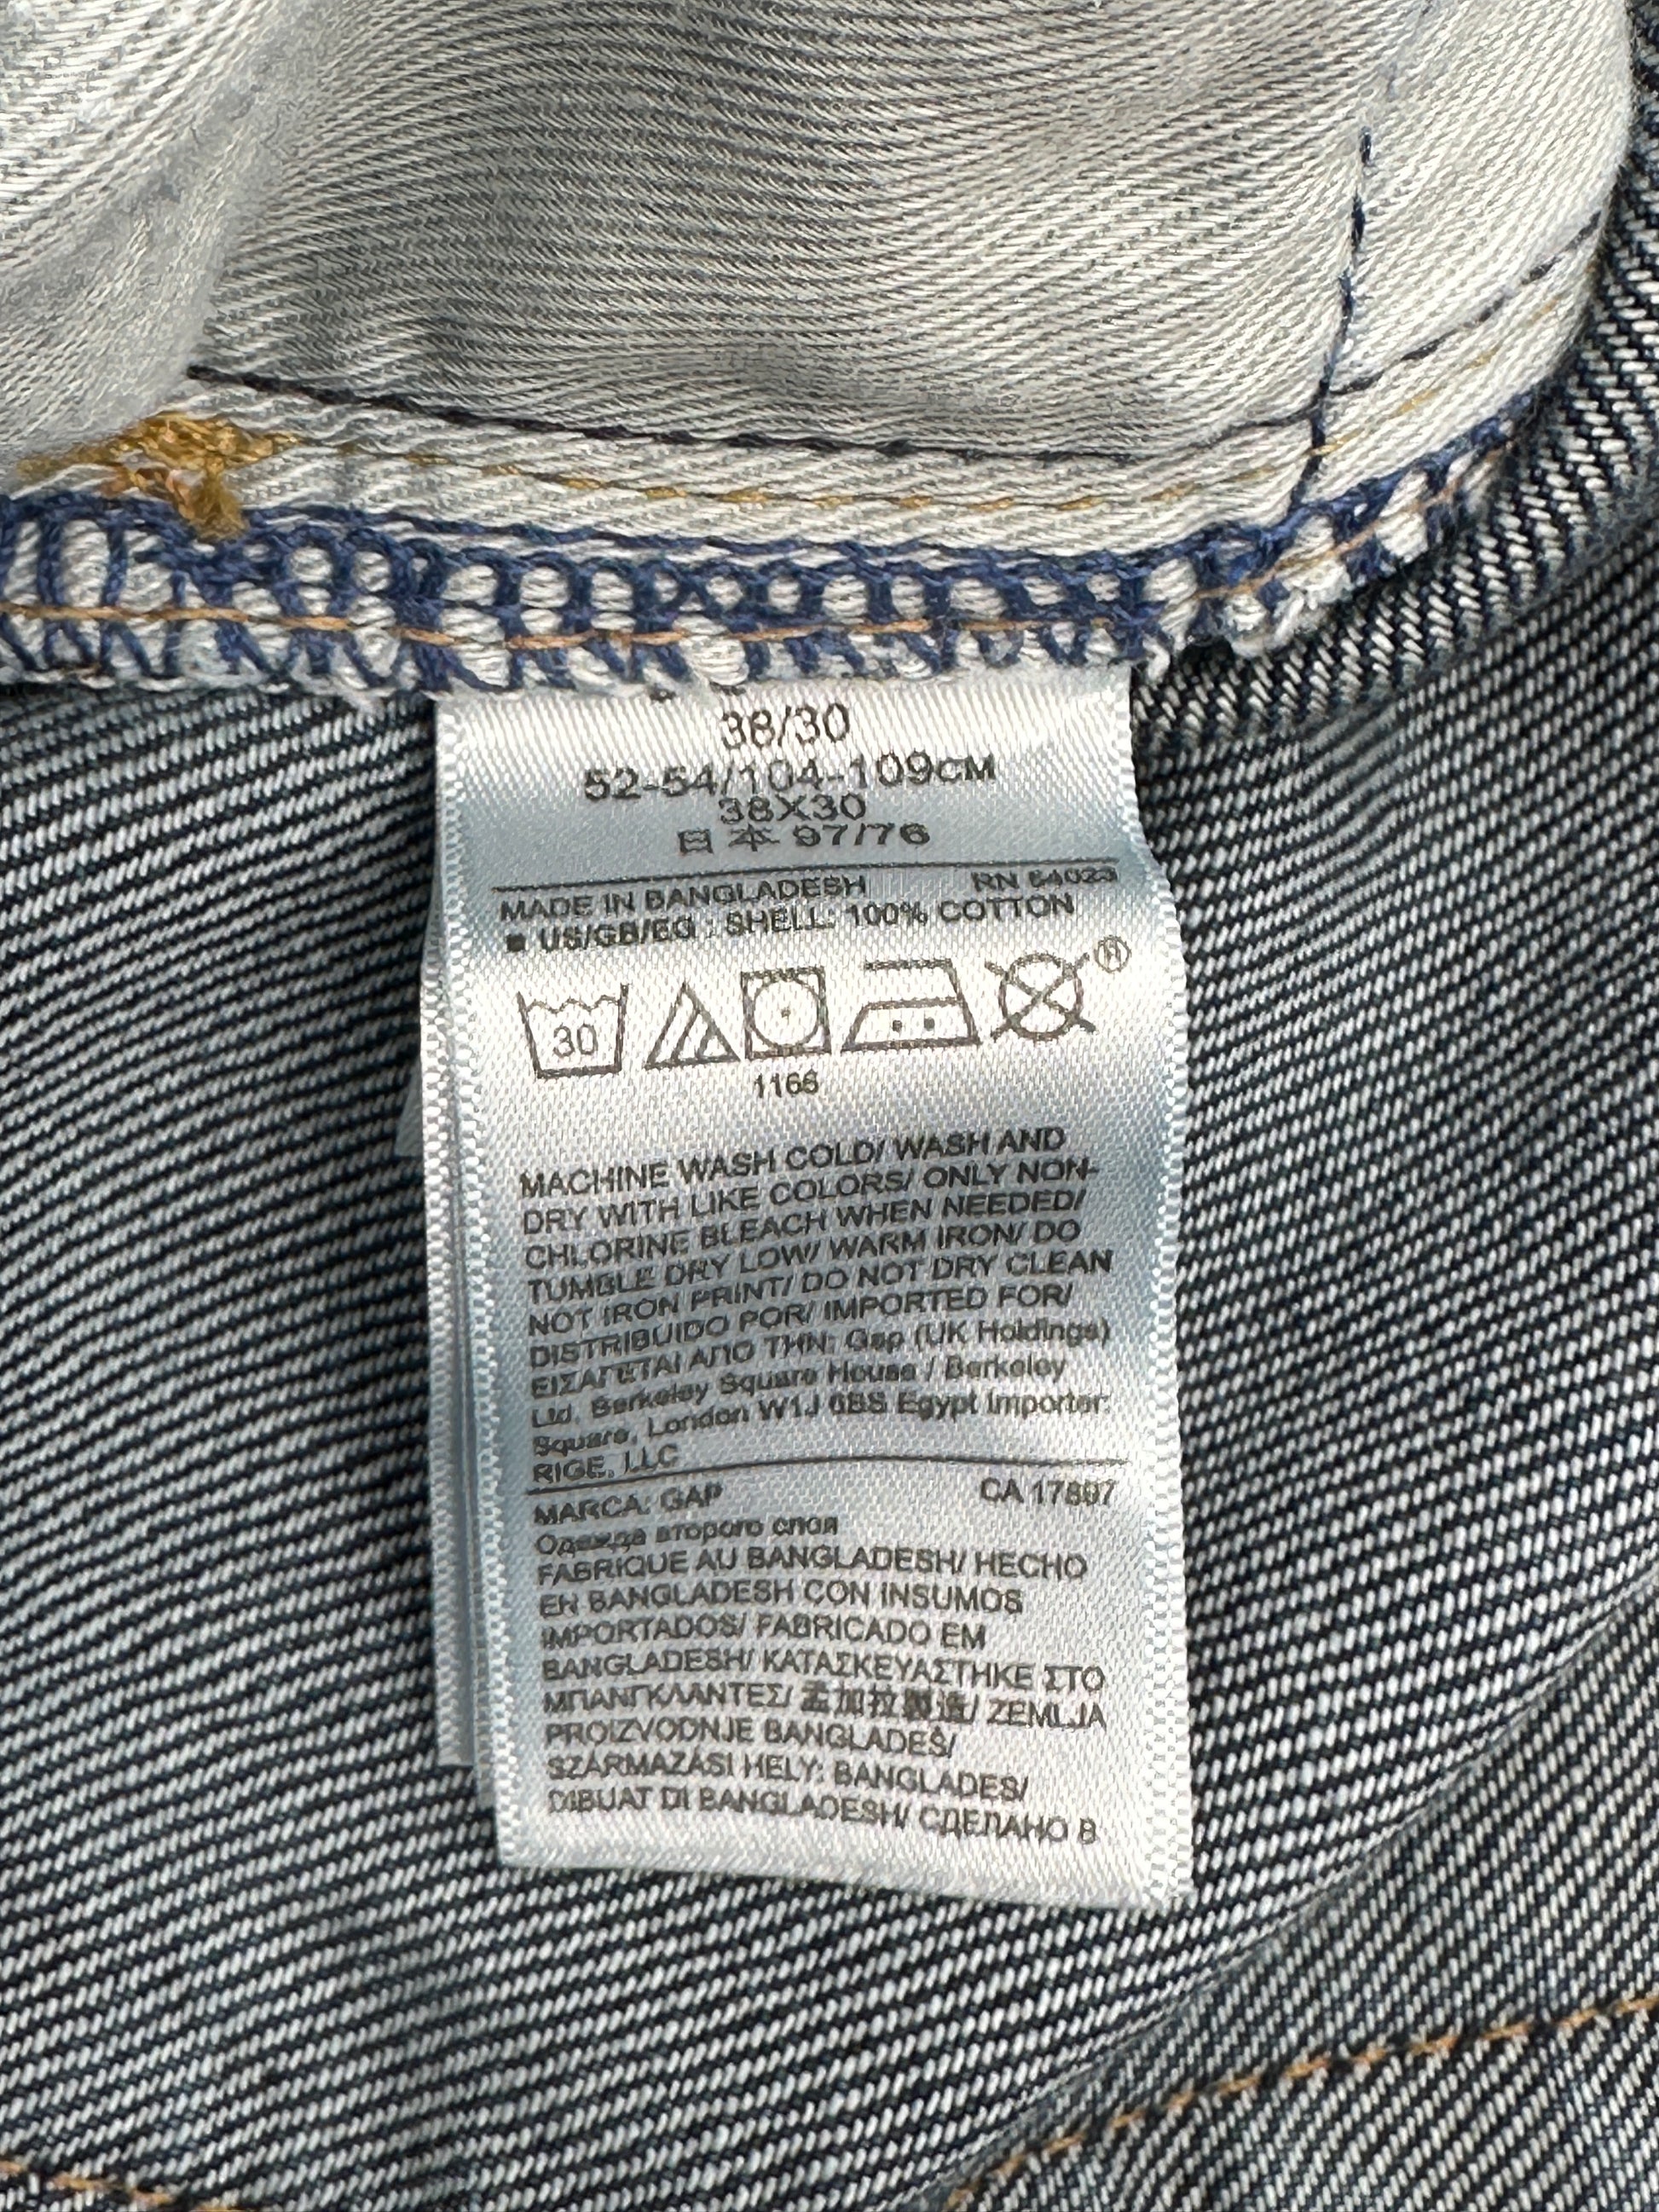 38/30
52-54/104-109CM
38X30
日本 97/76
MADE IN BANGLADESH RN 54023
■ US/GB/EG : SHELL: 100% COTTON
30 ®
1166
MACHINE WASH COLD/ WASH AND
DRY WITH LIKE COLORS/ ONLY NON-
CHLORINE BLEACH WHEN NEEDED/
TUMBLE DRY LOW/ WARM IRON/ DO
NOT IRON PRINT/ DO NOT DRY CLEAN
DISTRIBUIDO POR/ IMPORTED FOR/
ΕΙΣΑΓΕΤΑΙ ΑΠΟ ΤΗΝ: Gap (UK Holdings)
Ltd. Berkeley Square House / Berkeley
Square, London W1J 6BS Egypt Importer:
RIGE, LLC
MARCA: GAP CA 17897
Одежда второго слоя
FABRIQUE AU BANGLADESH/ HECHO
EN BANGLADESH CON INSUMOS
IMPORTADOS/ FABRICADO EM
BANGLADESH/ ΚΑΤΑΣΚΕΥΑΣΤΗΚΕ ΣΤΟ
ΜΠΑΝΓΚΛΑΝΤΕΣ/ 孟加拉制造/ ZEMLJA
PROIZVODNJE BANGLADEŠ/
SZÁRMAZÁSI HELY: BANGLADES/
DIBUAT DI BANGLADESH/ СДЕЛАНО В